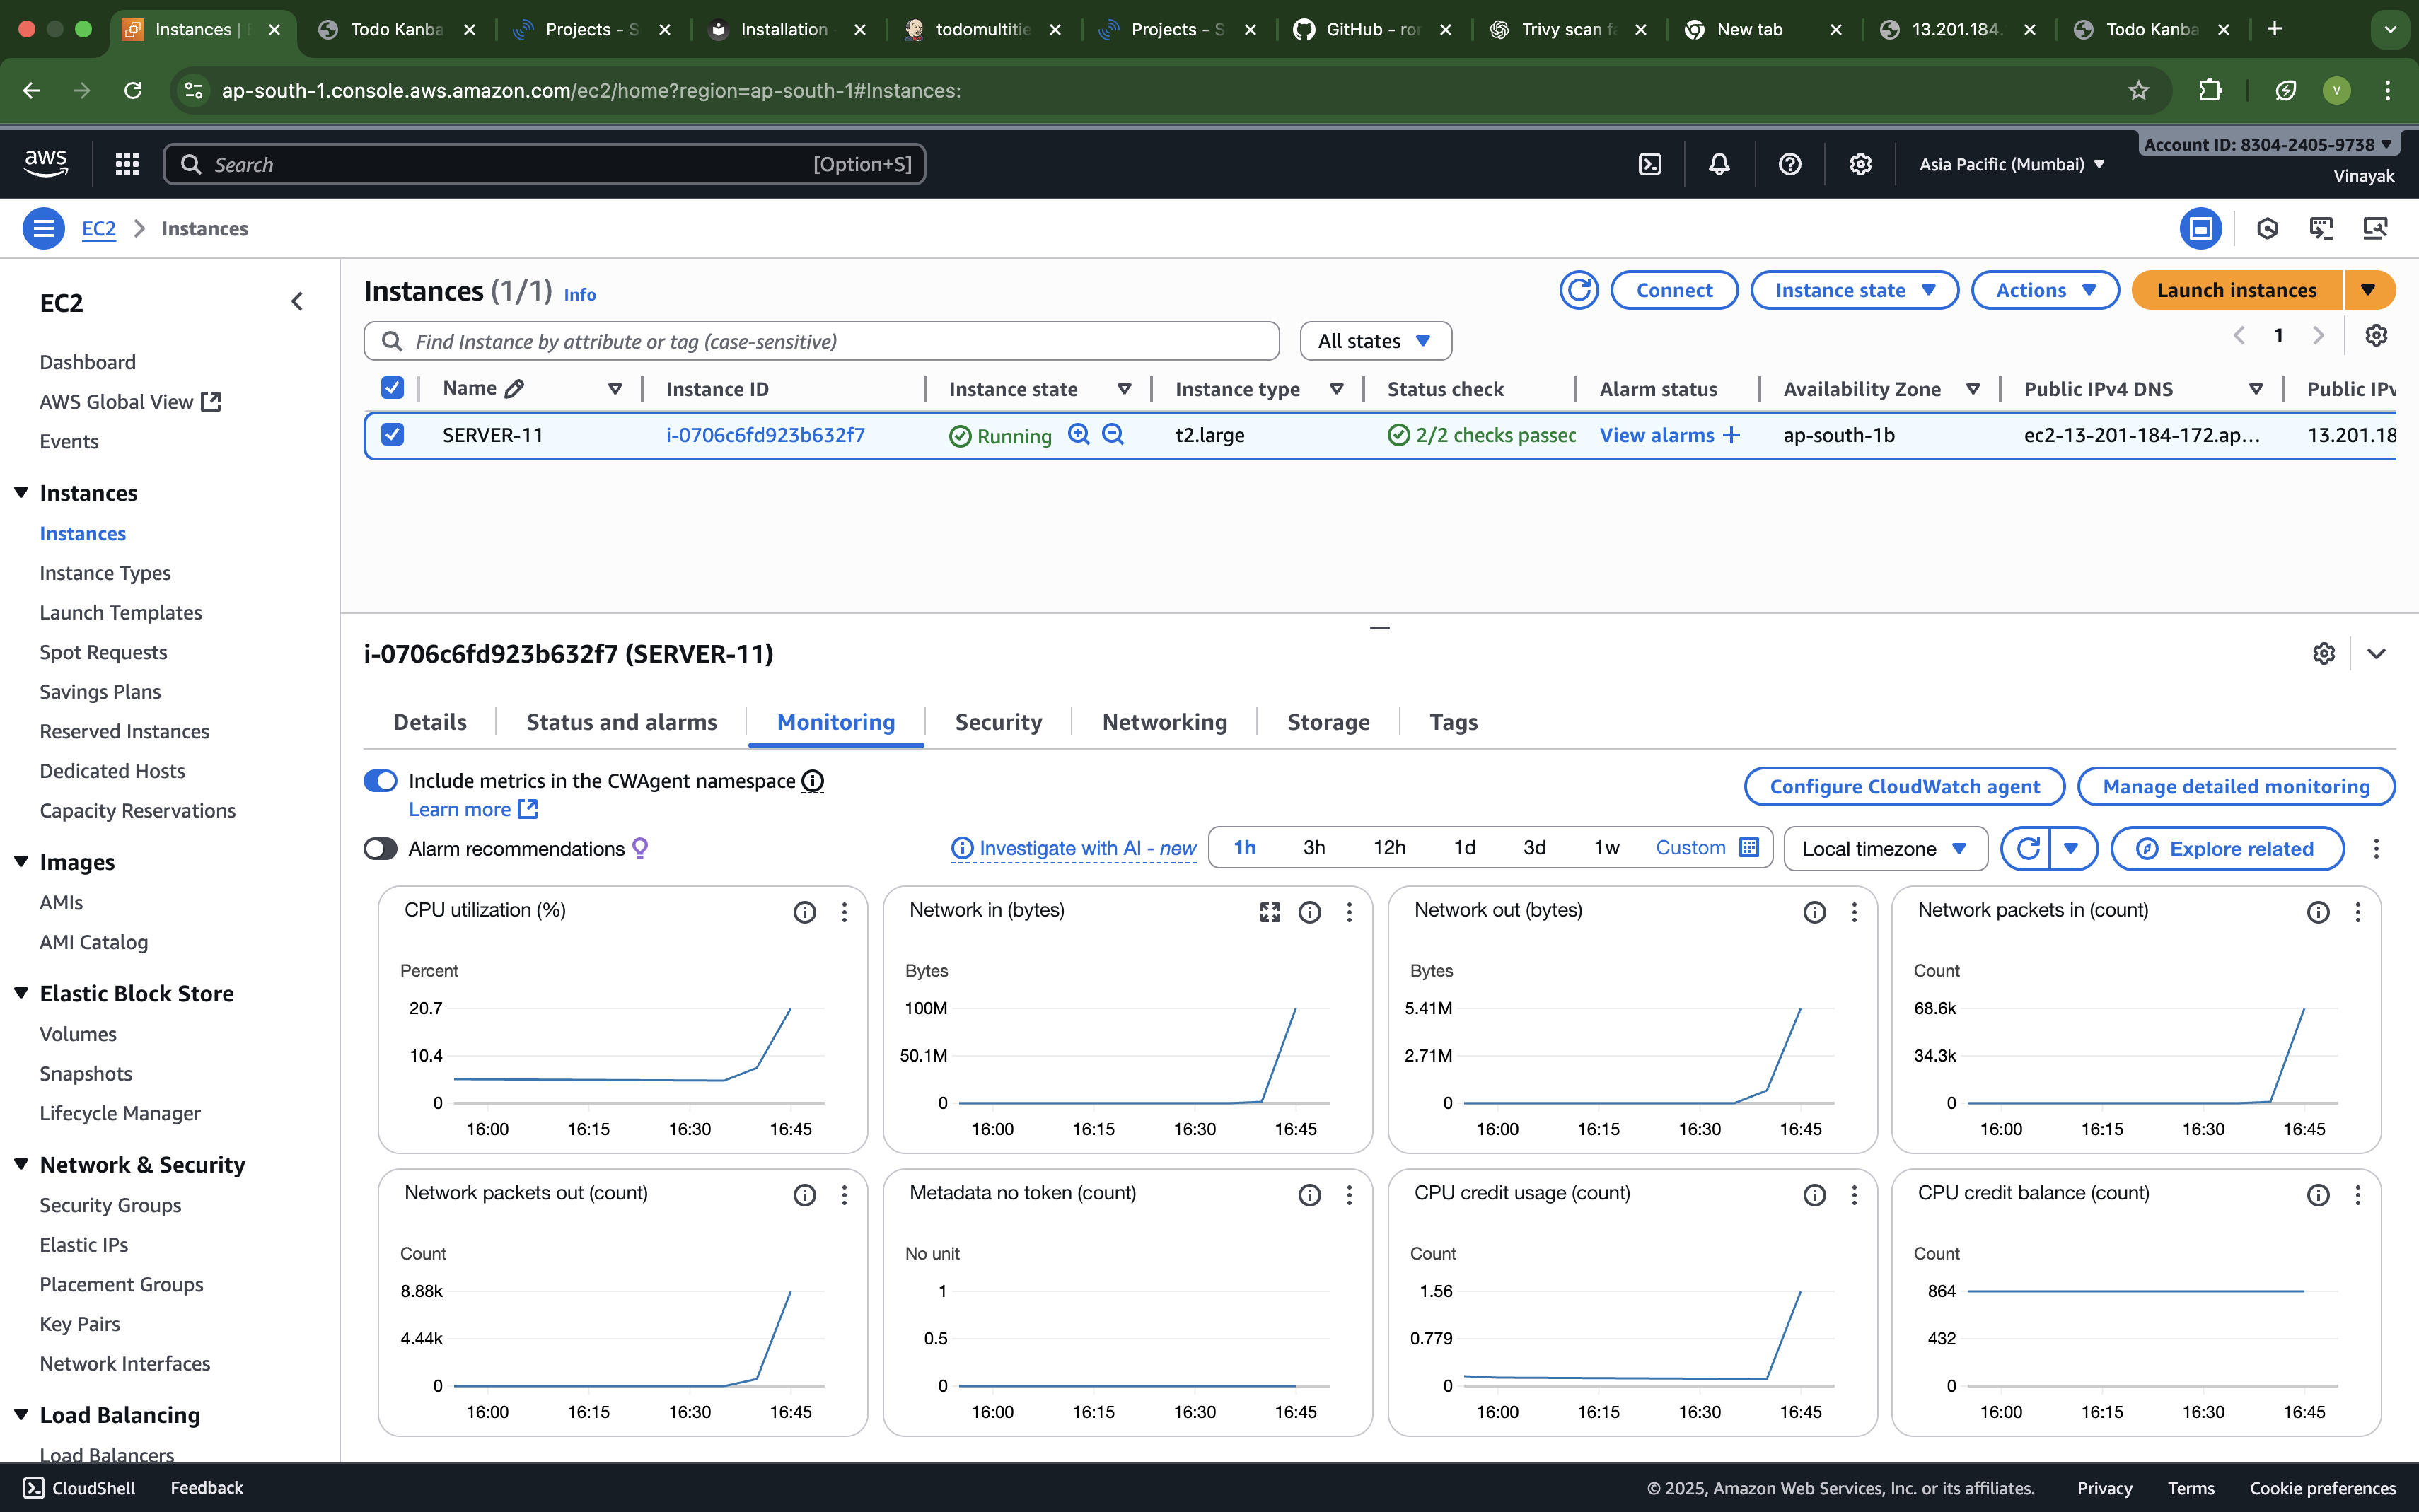 Instances |
Todo Kanba
Projects - S
Installation
todomultitie
Projects - S
GitHub - ror
Trivy scan fa
New tab
13.201.184.
Todo Kanba
ap-south-1.console.aws.amazon.com/ec2/home?region=ap-south-1#Instances:
V
aws
Search
[Option+S]
Asia Pacific (Mumbai)
Account ID: 8304-2405-9738
Vinayak
EC2
Instances
EC2
Dashboard
AWS Global View
Events
Instances
Instances
Instance Types
Launch Templates
Spot Requests
Savings Plans
Reserved Instances
Dedicated Hosts
Capacity Reservations
Images
AMIs
AMI Catalog
Elastic Block Store
Volumes
Snapshots
Lifecycle Manager
Network & Security
Security Groups
Elastic IPs
Placement Groups
Key Pairs
Network Interfaces
Load Balancing
Load Balancers
Instances (1/1) Info
Connect
Instance state
Actions
Launch instances
Find Instance by attribute or tag (case-sensitive)
All states
1
Name
Instance ID
Instance state
Instance type
Status check
Alarm status
Availability Zone
Public IPv4 DNS
Public IPv
SERVER-11
i-0706c6fd923b632f7
Running
t2.large
2/2 checks passec
View alarms
ap-south-1b
ec2-13-201-184-172.ap...
13.201.18
i-0706c6fd923b632f7 (SERVER-11)
Details
Status and alarms
Monitoring
Security
Networking
Storage
Tags
Include metrics in the CWAgent namespace
Learn more
Configure CloudWatch agent
Manage detailed monitoring
Alarm recommendations
Investigate with AI - new
1h
3h
12h
1d
3d
1w
Custom
Local timezone
Explore related
CPU utilization (%)
Percent
20.7
10.4
0
16:00
16:15
16:30
16:45
Network in (bytes)
Bytes
100M
50.1M
0
16:00
16:15
16:30
16:45
Network out (bytes)
Bytes
5.41M
2.71M
0
16:00
16:15
16:30
16:45
Network packets in (count)
Count
68.6k
34.3k
0
16:00
16:15
16:30
16:45
Network packets out (count)
Count
8.88k
4.44k
0
16:00
16:15
16:30
16:45
Metadata no token (count)
No unit
1
0.5
0
16:00
16:15
16:30
16:45
CPU credit usage (count)
Count
1.56
0.779
0
16:00
16:15
16:30
16:45
CPU credit balance (count)
Count
864
432
0
16:00
16:15
16:30
16:45
CloudShell
Feedback
© 2025, Amazon Web Services, Inc. or its affiliates.
Privacy
Terms
Cookie preferences